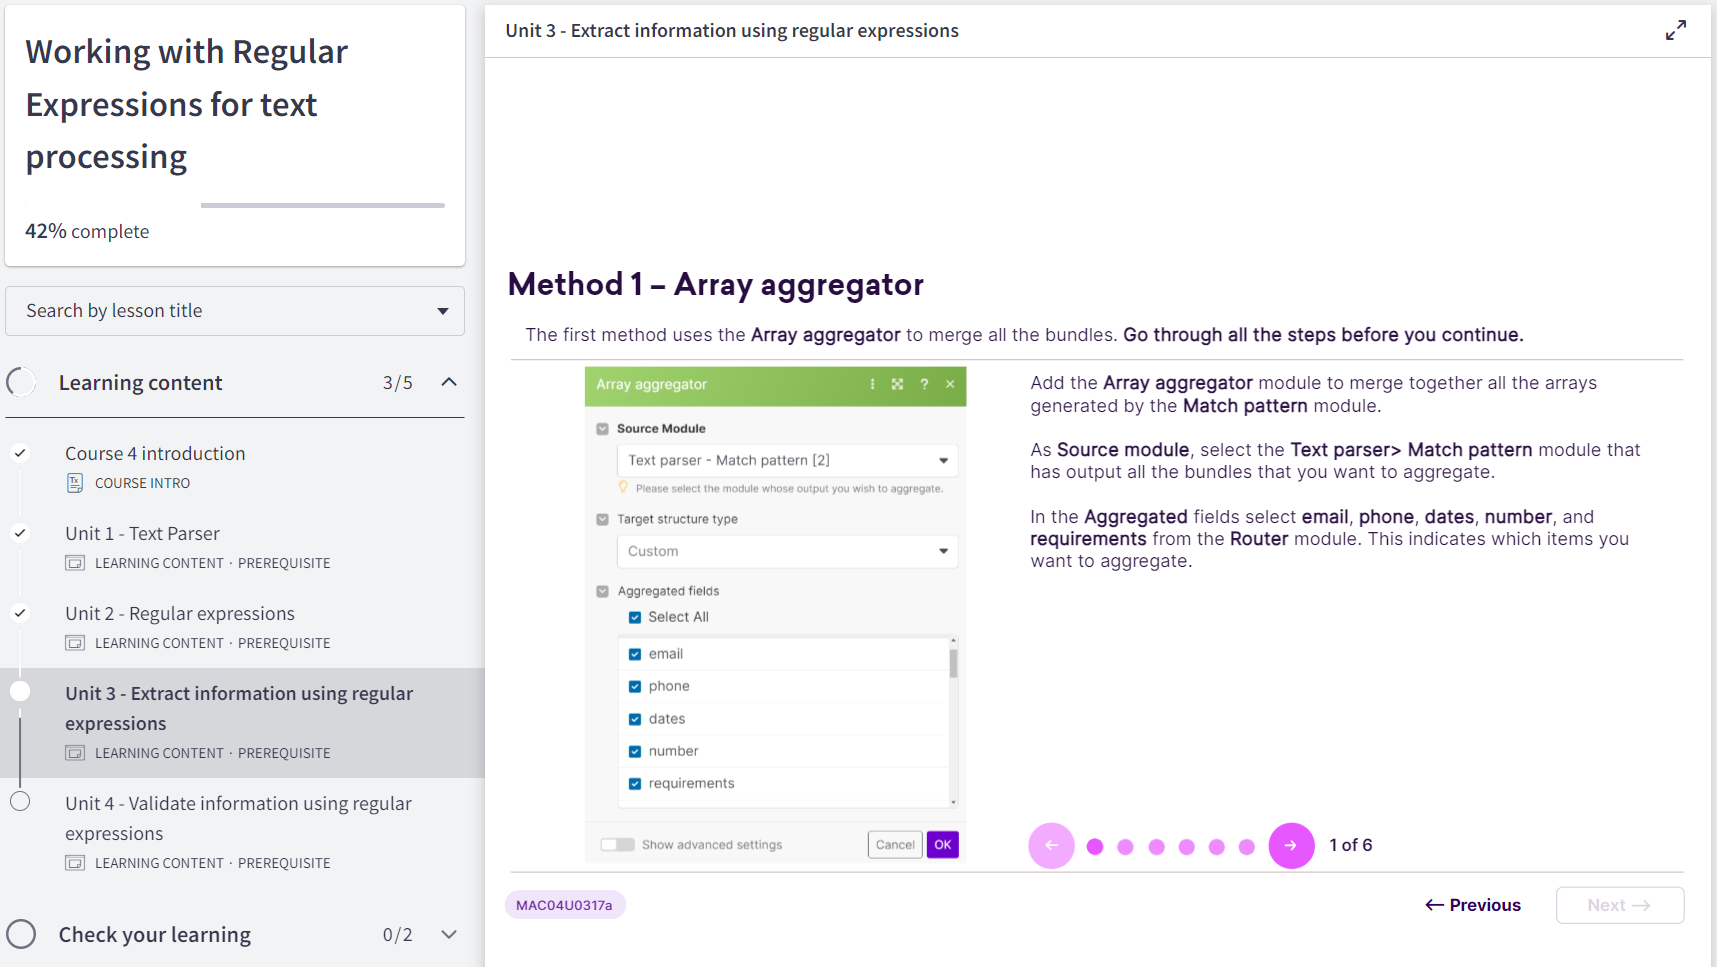 Working with Regular
Expressions for text
processing
42% complete
Search by lesson title
Learning content 3/5
Course 4 introduction
COURSE INTRO
Unit 1 - Text Parser
LEARNING CONTENT · PREREQUISITE
Unit 2 - Regular expressions
LEARNING CONTENT · PREREQUISITE
Unit 3 - Extract information using regular
expressions
LEARNING CONTENT · PREREQUISITE
Unit 4 - Validate information using regular
expressions
LEARNING CONTENT · PREREQUISITE
Check your learning 0/2
Unit 3 - Extract information using regular expressions
Method 1 – Array aggregator
The first method uses the Array aggregator to merge all the bundles. Go through all the steps before you continue.
Array aggregator
Source Module
Text parser - Match pattern [2]
Please select the module whose output you wish to aggregate.
Target structure type
Custom
Aggregated fields
Select All
email
phone
dates
number
requirements
Show advanced settings
Cancel OK
Add the Array aggregator module to merge together all the arrays
generated by the Match pattern module.
As Source module, select the Text parser> Match pattern module that
has output all the bundles that you want to aggregate.
In the Aggregated fields select email, phone, dates, number, and
requirements from the Router module. This indicates which items you
want to aggregate.
1 of 6
MAC04U0317a
← Previous
Next →